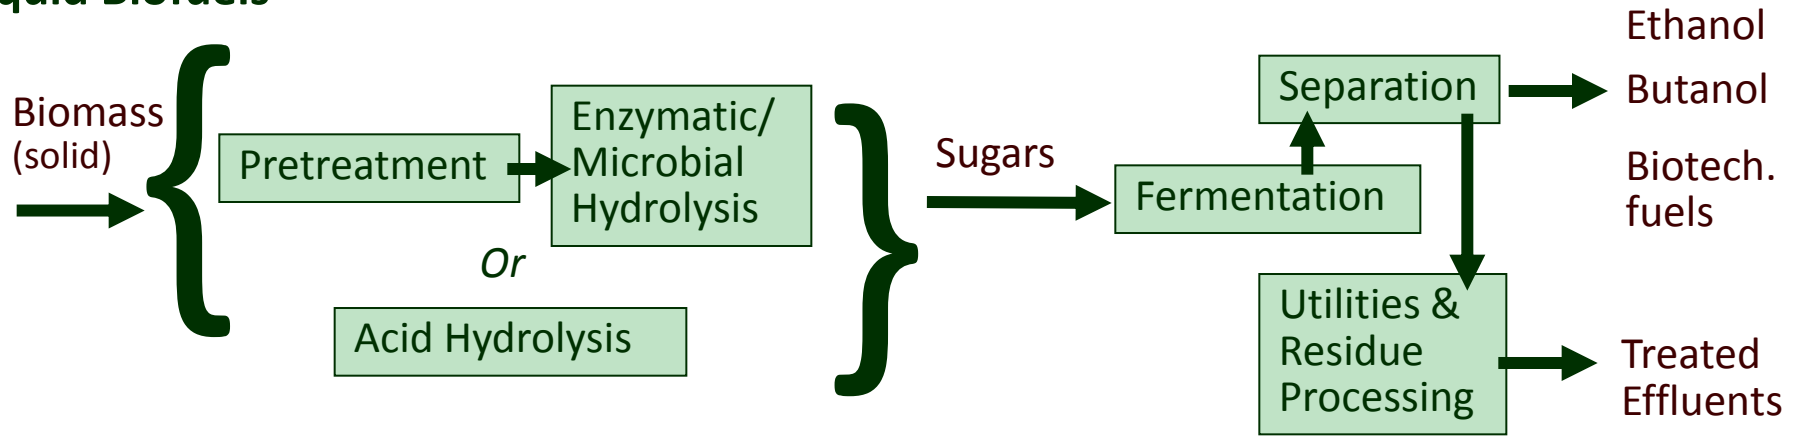 Biofuels
Biomass
(solid)
Pretreatment
Enzymatic/
Microbial
Hydrolysis
Or
Acid Hydrolysis
Sugars
Fermentation
Separation
Ethanol
Butanol
Biotech.
fuels
Utilities &
Residue
Processing
Treated
Effluents